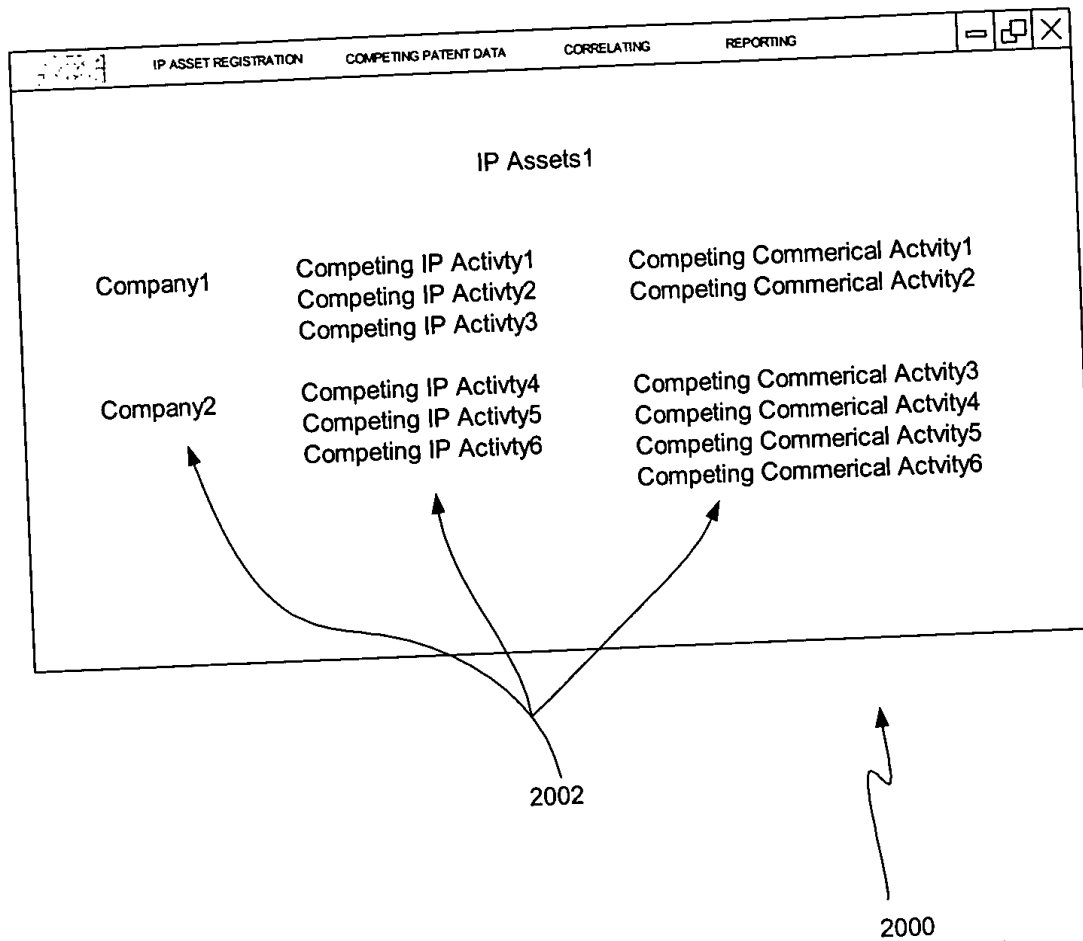 IP ASSET REGISTRATION COMPETING PATENT DATA CORRELATING REPORTING
IP Assets1
Company1
Competing IP Activty1
Competing IP Activty2
Competing IP Activty3
Competing Commerical Actvity1
Competing Commerical Actvity2
Company2
Competing IP Activty4
Competing IP Activty5
Competing IP Activty6
Competing Commerical Actvity3
Competing Commerical Actvity4
Competing Commerical Actvity5
Competing Commerical Actvity6
2002
2000